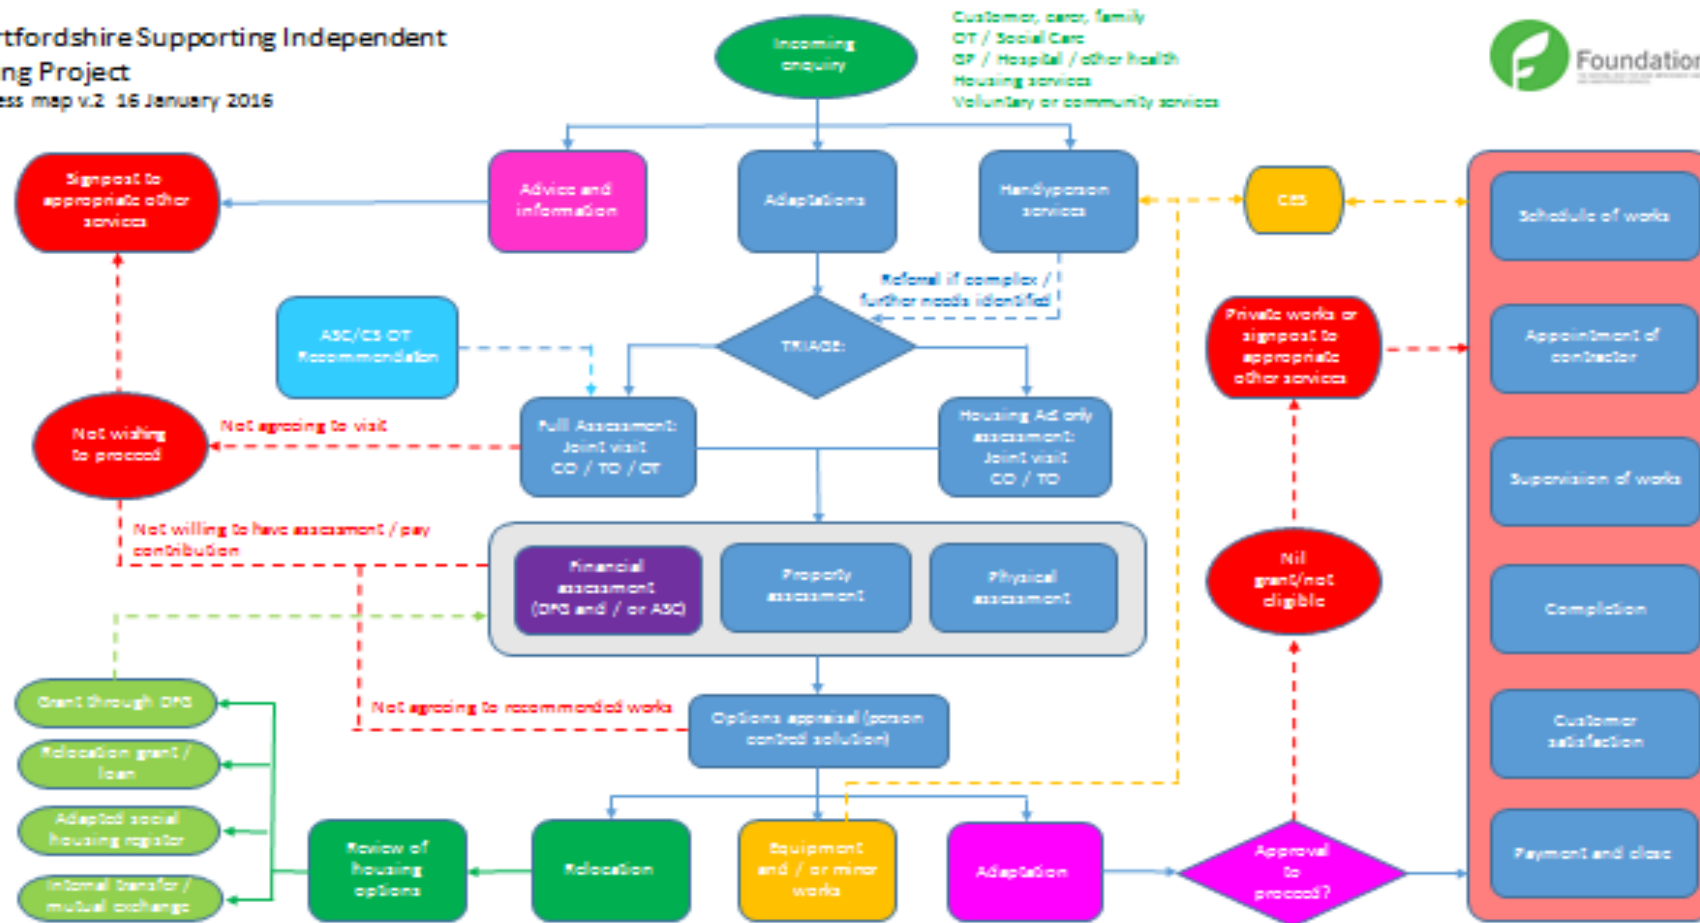 rtfordshire Supporting Independent
ng Project
ess map v.2 16 January 2016
Incoming
enquiry
Customer, carer, family
OT / Social Care
GP / Hospital / other health
Housing services
Voluntary or community services
Foundation
Signpost to
appropriate other
services
Advice and
information
Adaptations
Handyperson
services
CES
Schedule of works
Referral if complex /
further needs identified
ASC/CS OT
Recommendation
TRIAGE:
Private works or
signpost to
appropriate
other services
Appointment of
contractor
Not wishing
to proceed
Not agreeing to visit
Full Assessment:
Joint visit
CO / TO / OT
Housing Act only
assessment:
Joint visit
CO / TO
Supervision of works
Not willing to have assessment / pay
contribution
Financial
assessment
(DFG and / or ASC)
Property
assessment
Physical
assessment
Nil
grant/not
eligible
Completion
Grant through DFG
Not agreeing to recommended works
Options appraisal (person
centred solution)
Customer
satisfaction
Relocation grant /
loan
Adapted social
housing register
Internal transfer /
mutual exchange
Review of
housing
options
Relocation
Equipment
and / or minor
works
Adaptation
Approval
to
proceed?
Payment and close